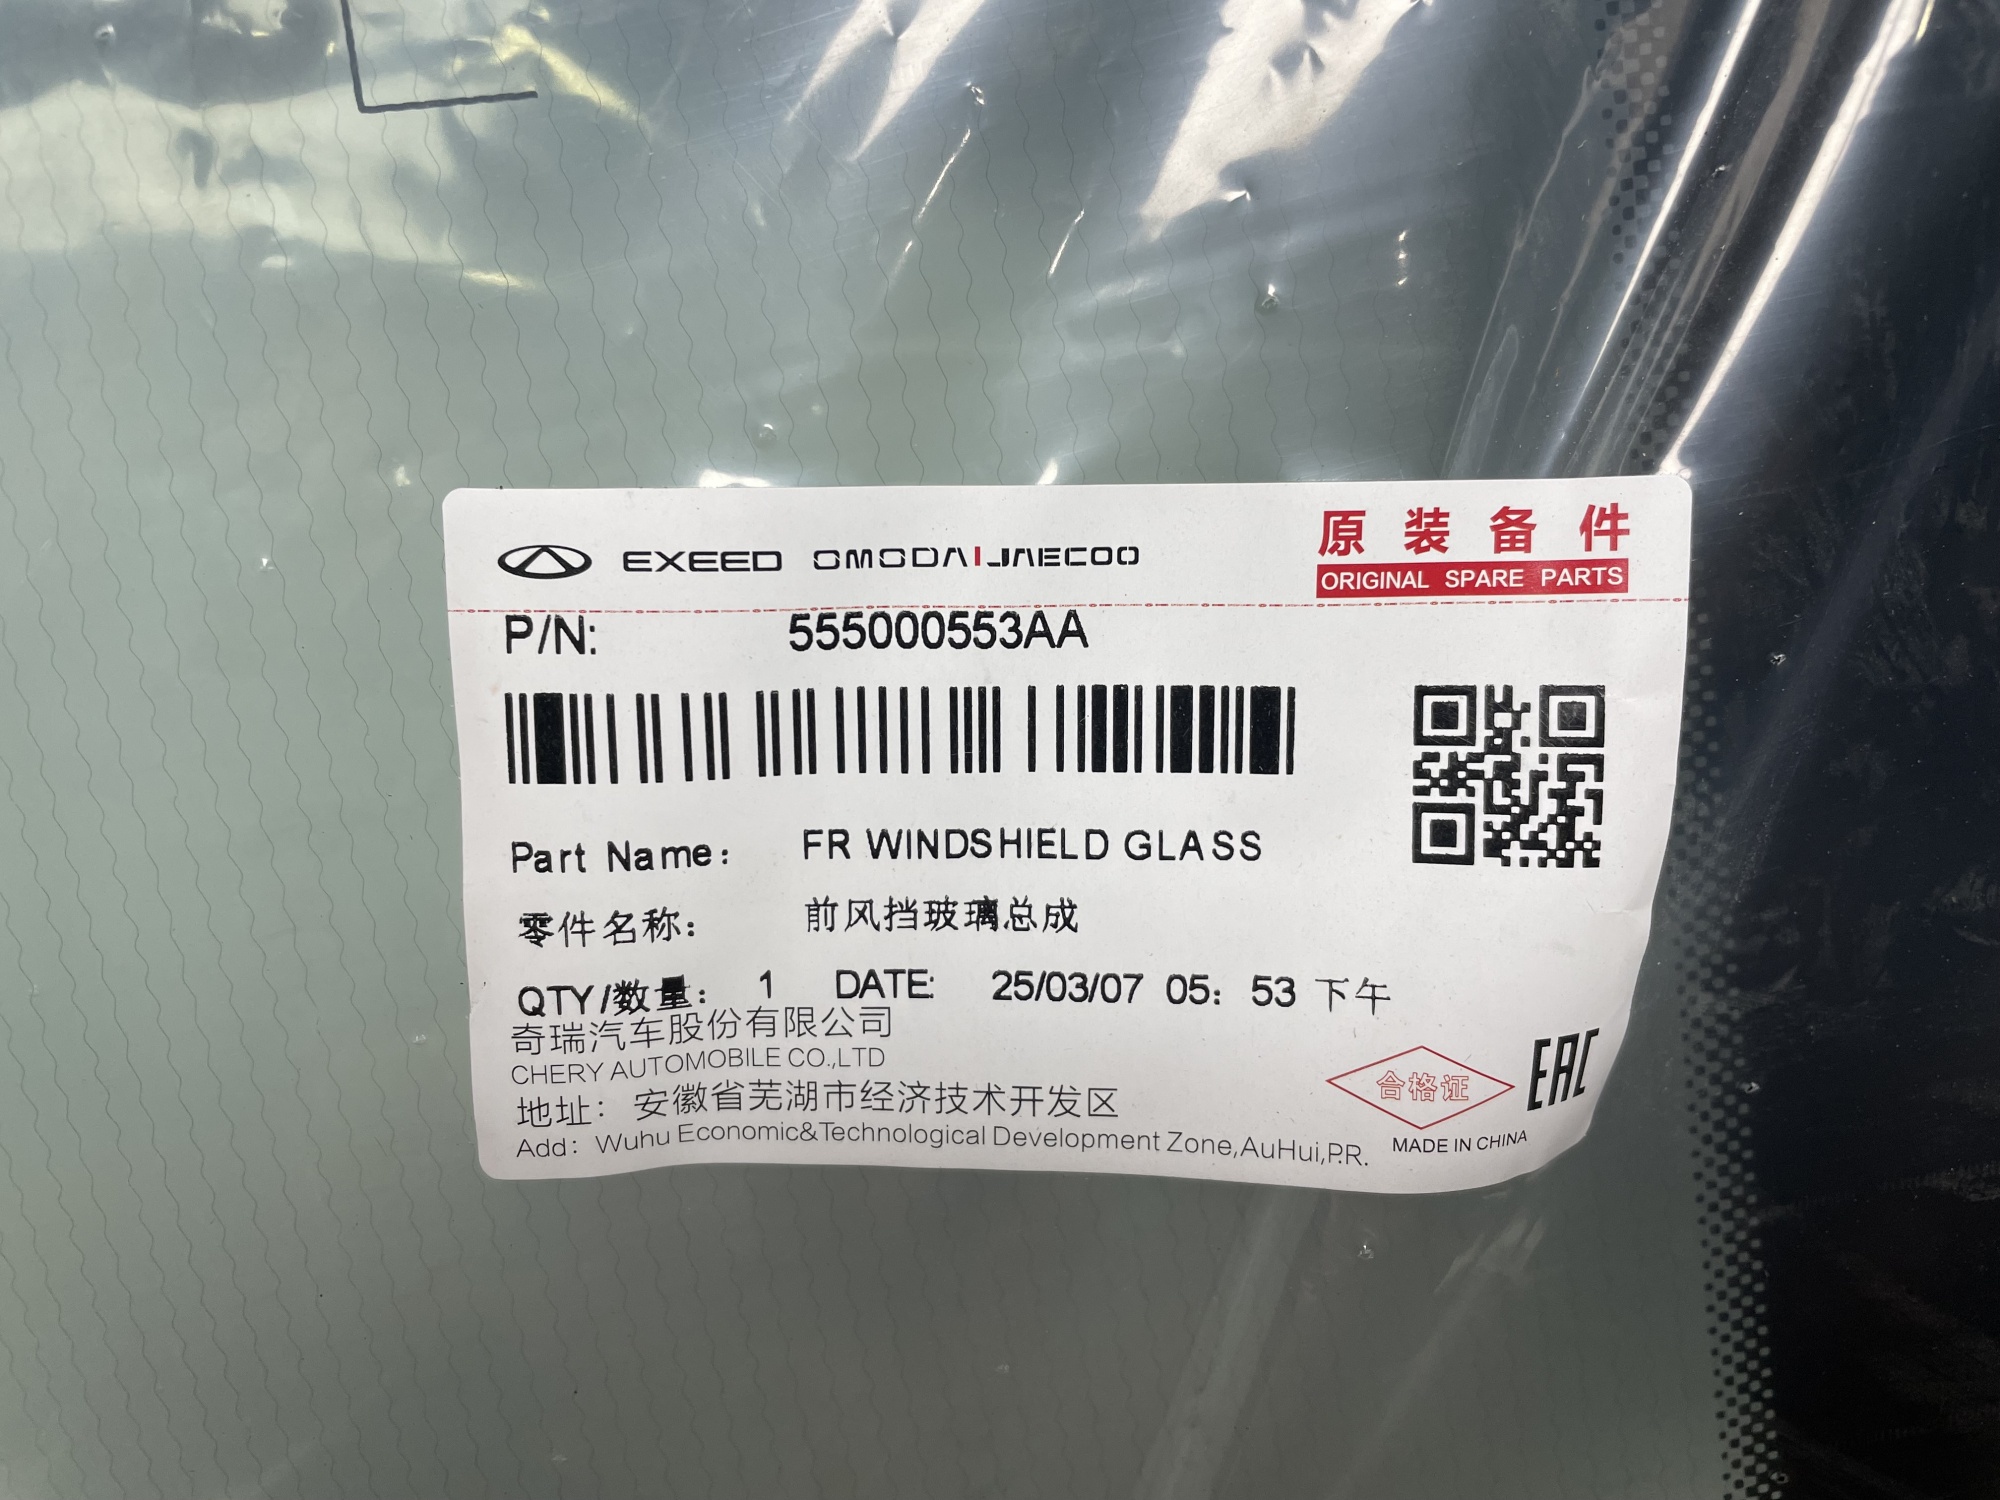 EXEED OMODA|JAECOO
原装备件
ORIGINAL SPARE PARTS
P/N: 555000553AA
Part Name: FR WINDSHIELD GLASS
零件名称: 前风挡玻璃总成
QTY/数量: 1 DATE: 25/03/07 05: 53 下午
奇瑞汽车股份有限公司
CHERY AUTOMOBILE CO.,LTD
地址: 安徽省芜湖市经济技术开发区
Add: Wuhu Economic&Technological Development Zone,AuHui,P.R.
合格证
EAC
MADE IN CHINA